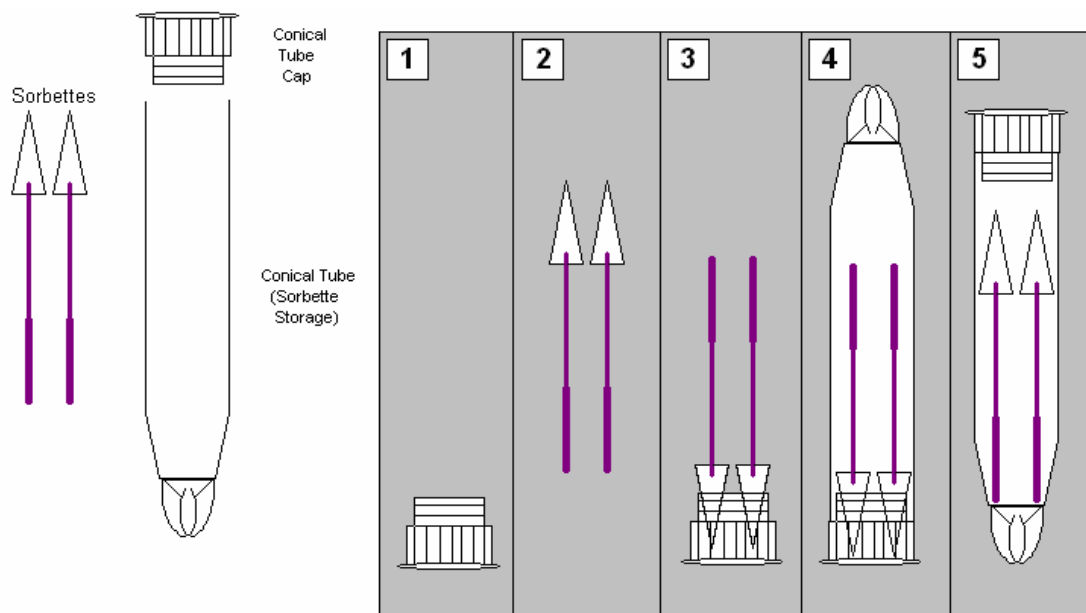 Conical
Tube
Cap
Sorbettes
Conical Tube
(Sorbette
Storage)
1
2
3
4
5